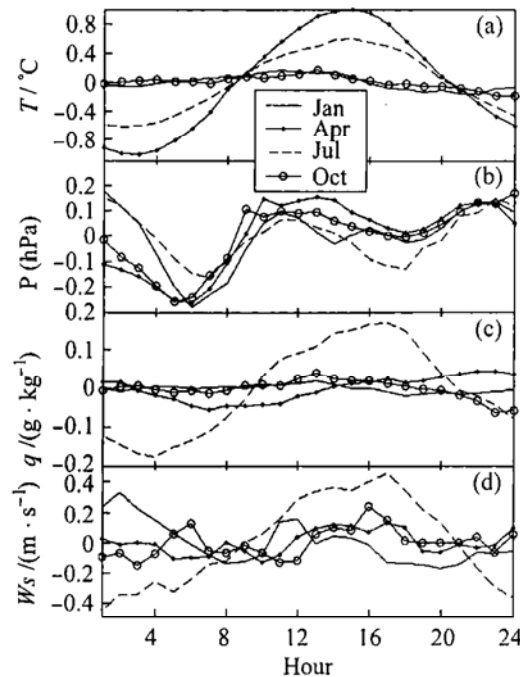 (a)
T / °C
0.8
0.4
0
−0.4
−0.8
Jan
Apr
Jul
Oct
(b)
P (hPa)
0.2
0.1
0
−0.1
−0.2
0.2
(c)
q /(g · kg⁻¹)
0.1
0
−0.1
−0.2
(d)
Ws /(m · s⁻¹)
0.4
0.2
0
−0.2
−0.4
4 8 12 16 20 24
Hour